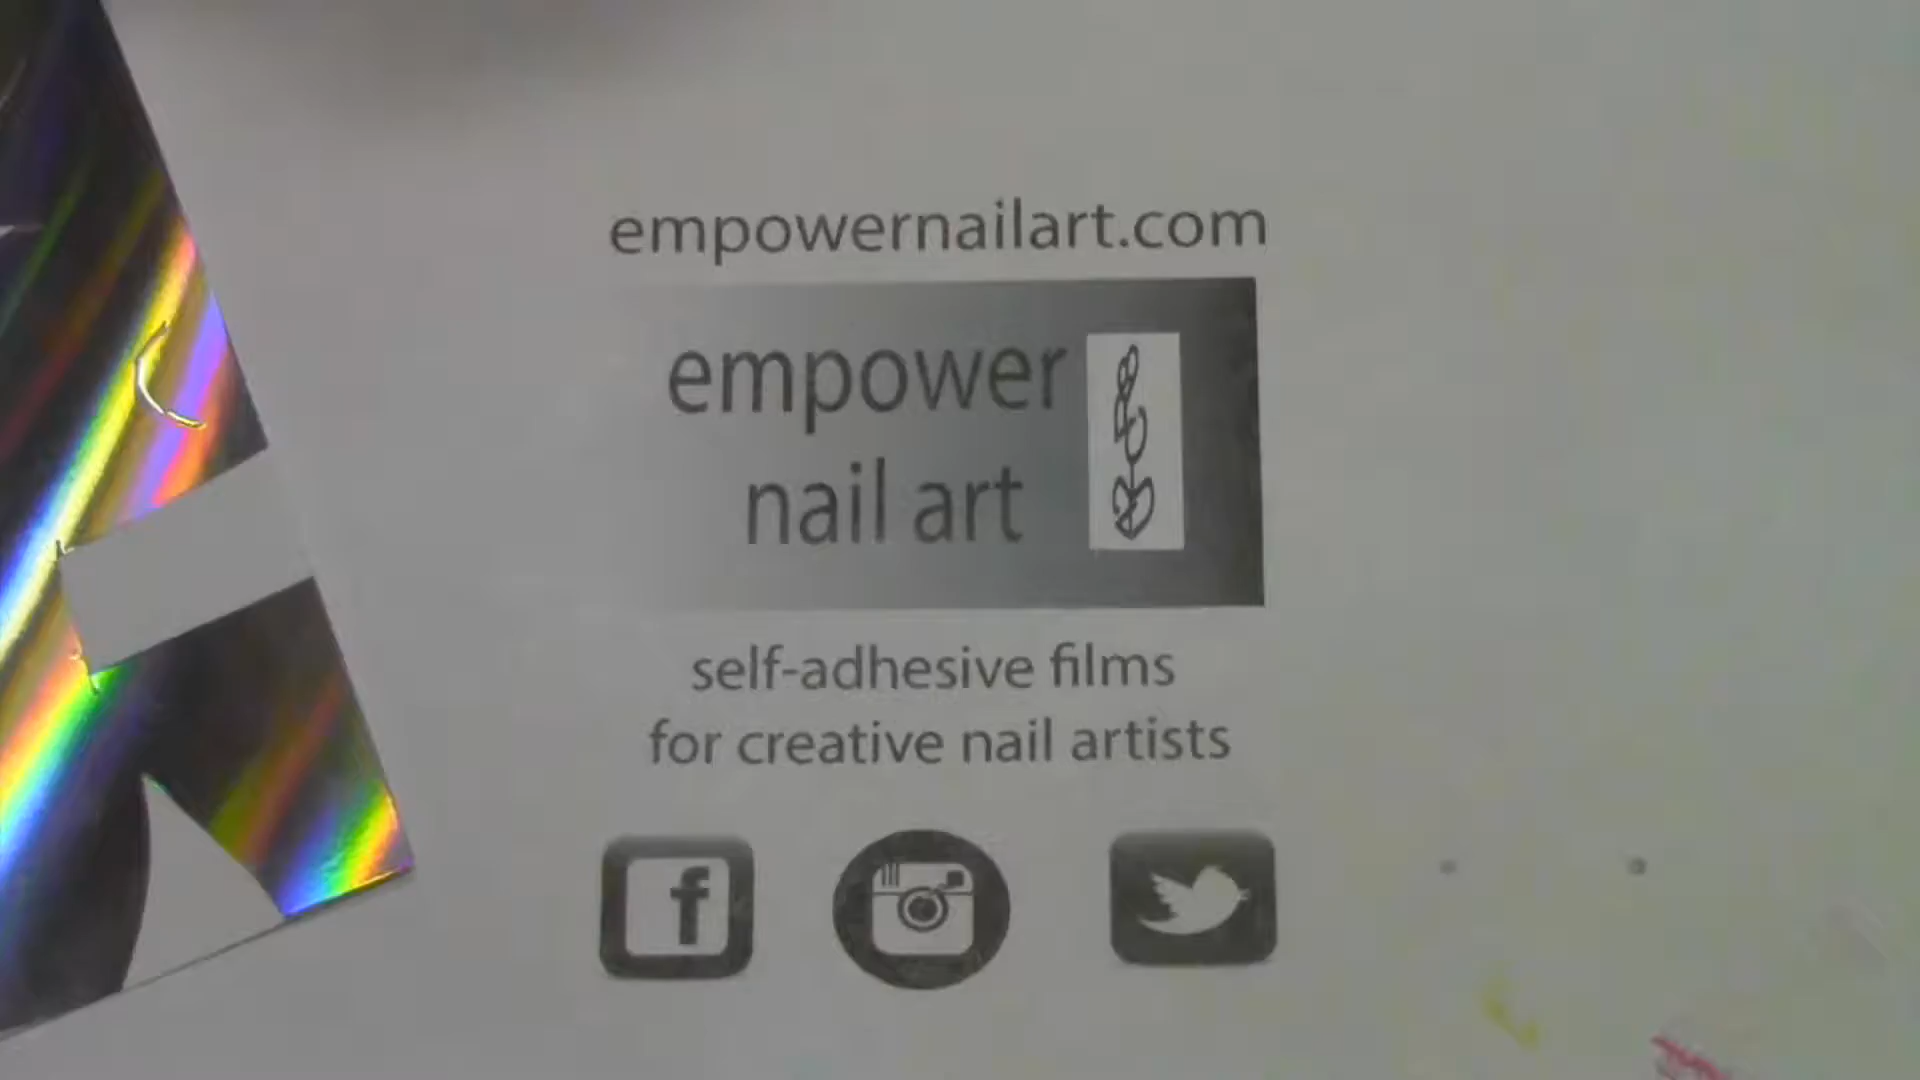 empowernailart.com
empower
nail art
self-adhesive films
for creative nail artists